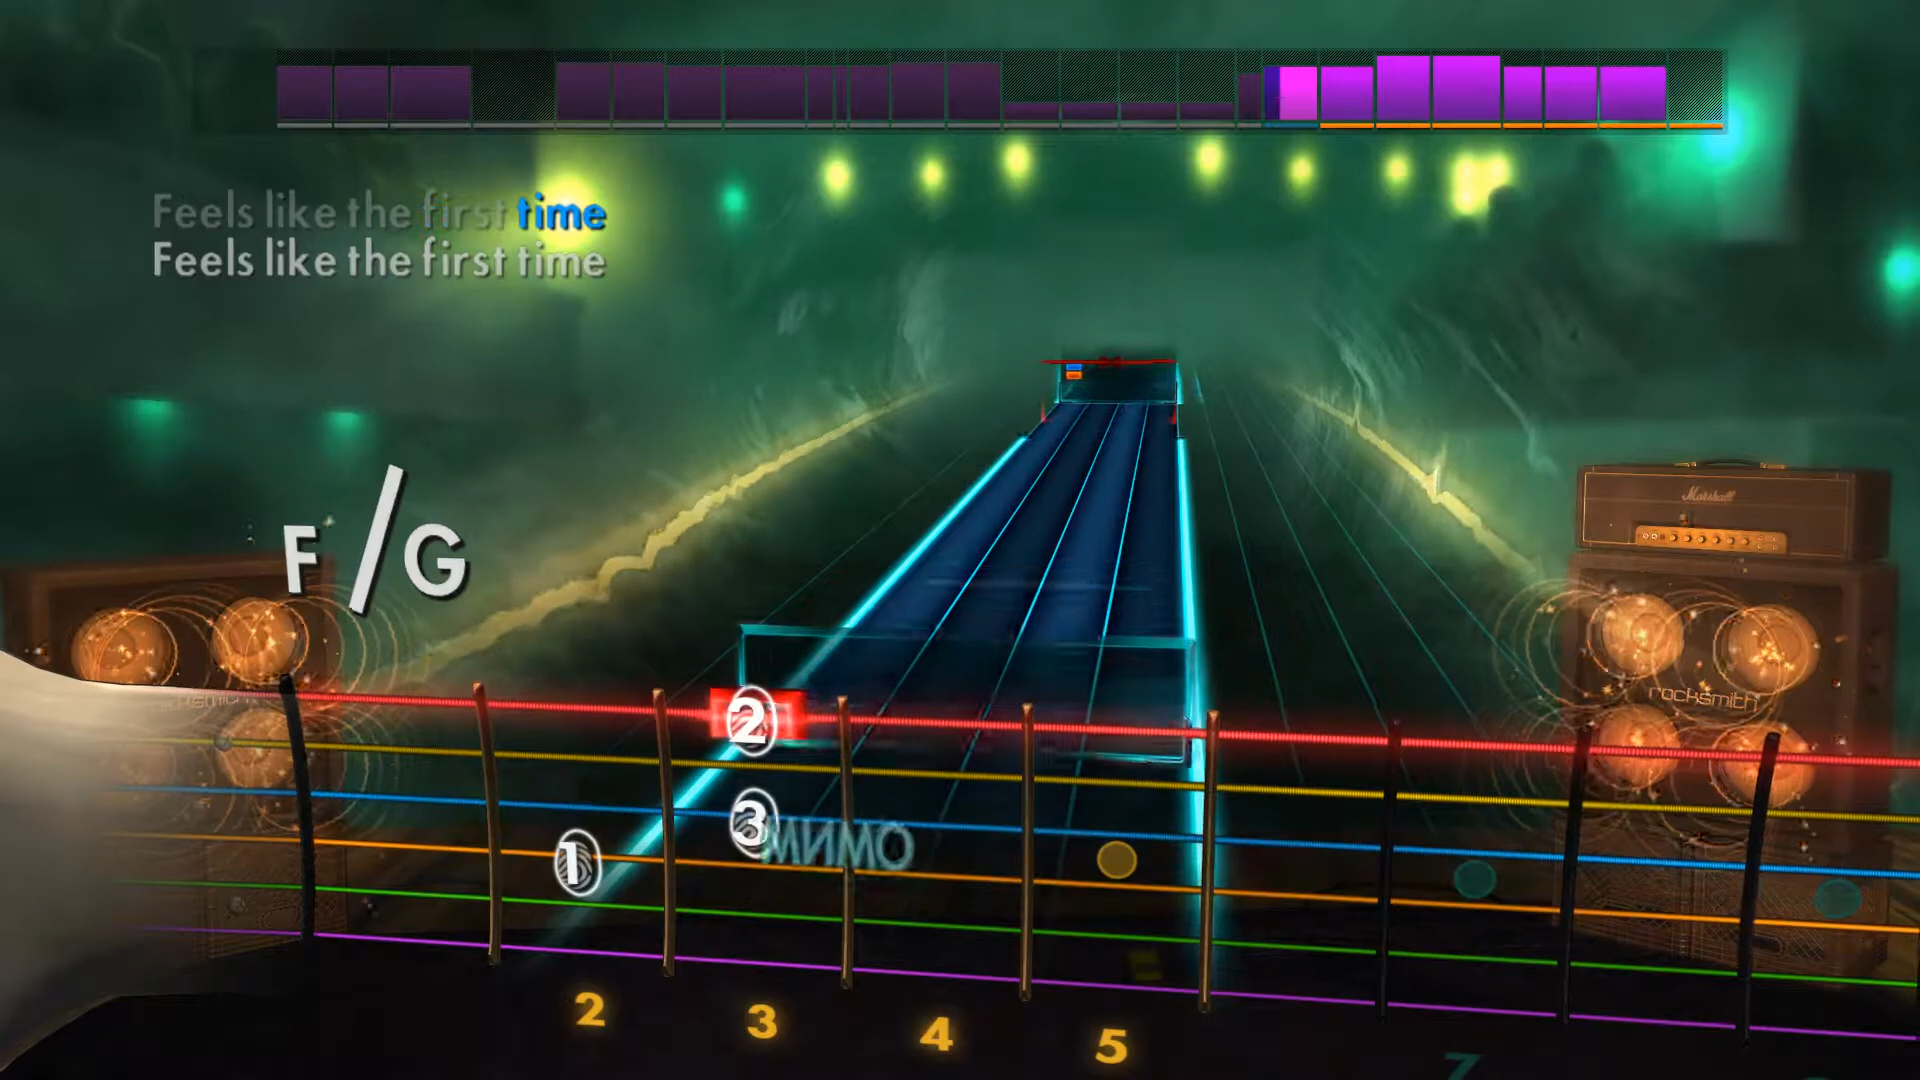 Feels like the first time
Feels like the first time
Marshall
F/G
rocksmith
2
3
МИМО
1
2
3
4
5
7